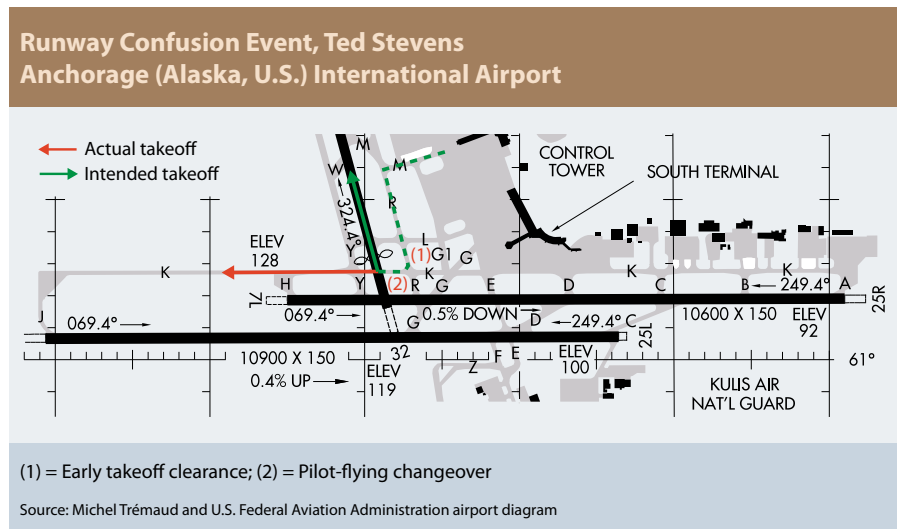 Runway Confusion Event, Ted Stevens
Anchorage (Alaska, U.S.) International Airport
Actual takeoff
Intended takeoff
M
W
M
CONTROL
TOWER
SOUTH TERMINAL
324.4°
R
ELEV
128
Y
L
(1)
G1
G
K
K
K
K
H
Y
(2)
R
G
E
D
C
B
249.4°
A
7L
25R
J
069.4°
069.4°
0.5% DOWN
10600 X 150
ELEV
92
G
D
249.4°
C
25L
10900 X 150
32
F
E
ELEV
100
61°
0.4% UP
ELEV
119
Z
KULIS AIR
NAT'L GUARD
(1) = Early takeoff clearance; (2) = Pilot-flying changeover
Source: Michel Trémaud and U.S. Federal Aviation Administration airport diagram